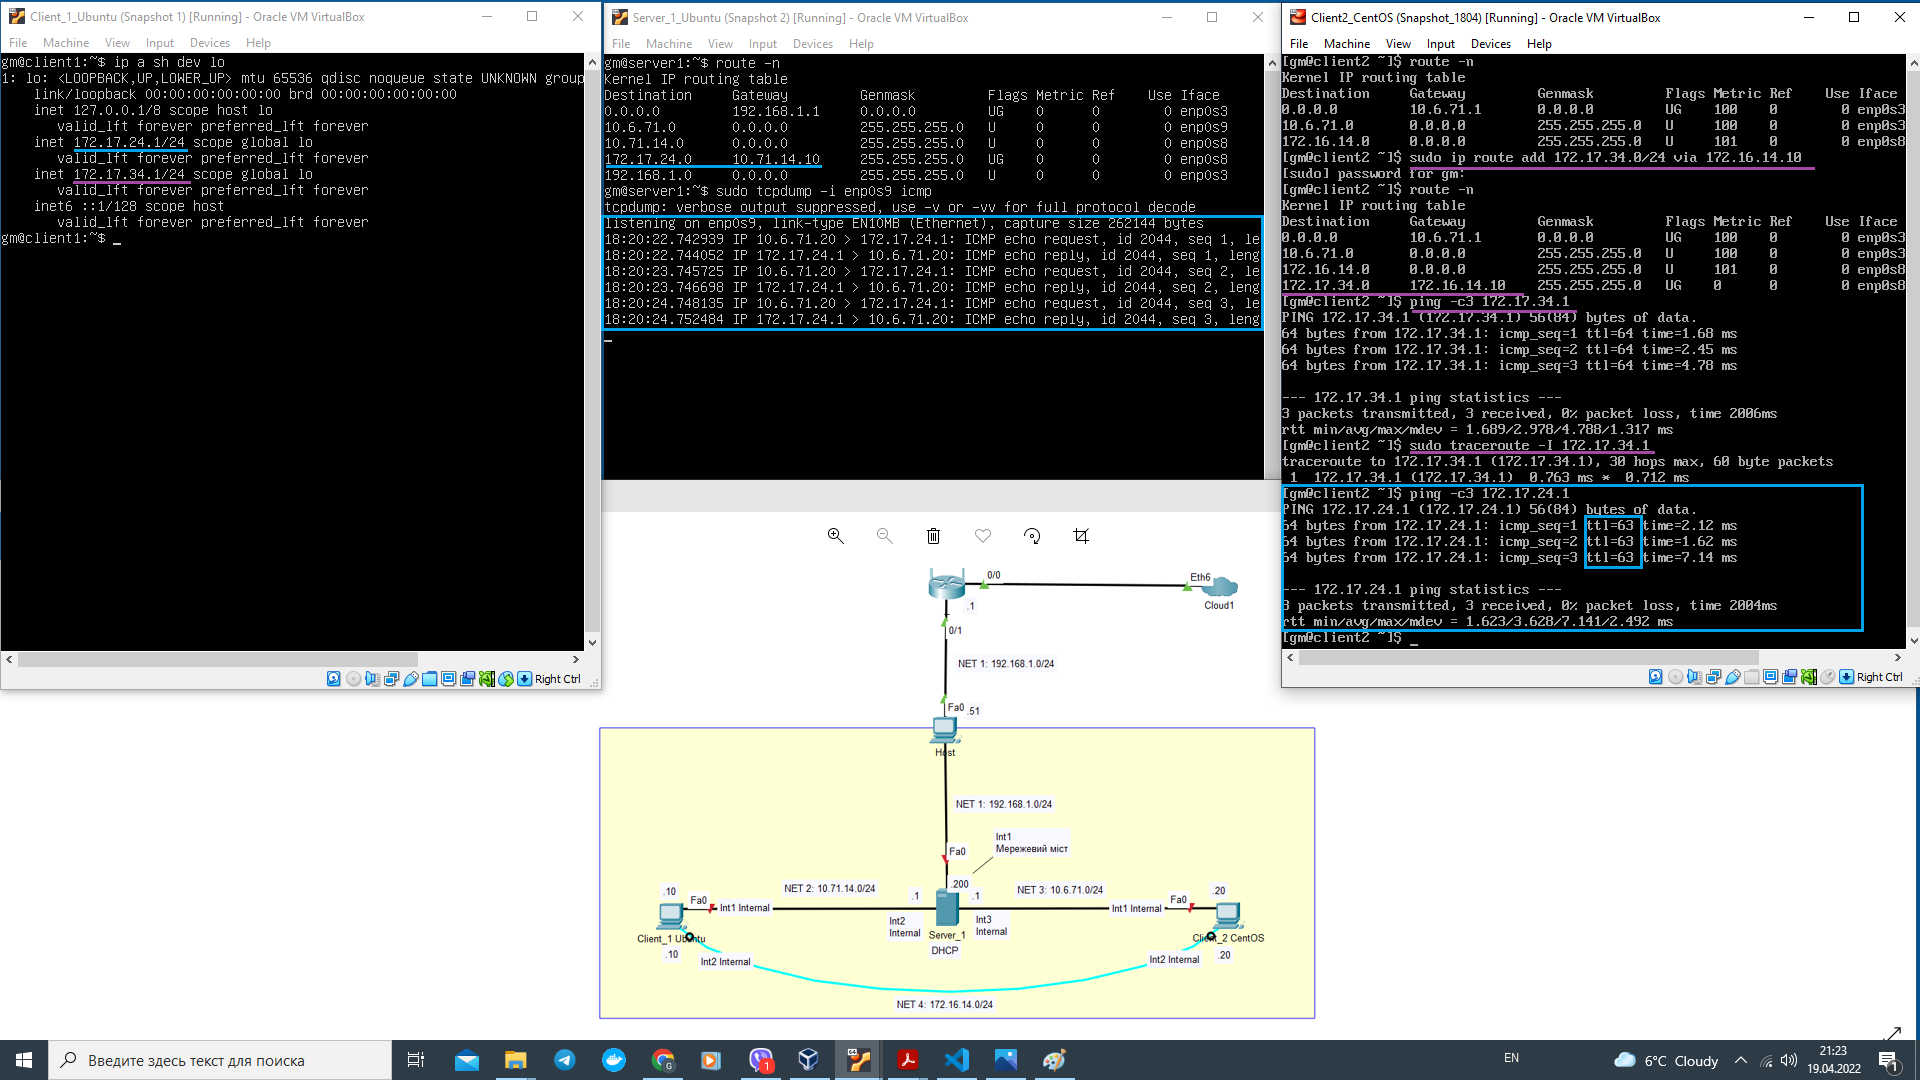 Client_1_Ubuntu (Snapshot 1) [Running] - Oracle VM VirtualBox
File Machine View Input Devices Help
gm@client1:~$ ip a sh dev lo
1: lo: <LOOPBACK,UP,LOWER_UP> mtu 65536 qdisc noqueue state UNKNOWN group
link/loopback 00:00:00:00:00:00 brd 00:00:00:00:00:00
inet 127.0.0.1/8 scope host lo
valid_lft forever preferred_lft forever
inet 172.17.24.1/24 scope global lo
valid_lft forever preferred_lft forever
inet 172.17.34.1/24 scope global lo
valid_lft forever preferred_lft forever
inet6 ::1/128 scope host
valid_lft forever preferred_lft forever
gm@client1:~$ _
Right Ctrl
Server_1_Ubuntu (Snapshot 2) [Running] - Oracle VM VirtualBox
File Machine View Input Devices Help
gm@server1:~$ route -n
Kernel IP routing table
Destination Gateway Genmask Flags Metric Ref Use Iface
0.0.0.0 192.168.1.1 0.0.0.0 UG 0 0 0 enp0s3
10.6.71.0 0.0.0.0 255.255.255.0 U 0 0 0 enp0s9
10.71.14.0 0.0.0.0 255.255.255.0 U 0 0 0 enp0s8
172.17.24.0 10.71.14.10 255.255.255.0 UG 0 0 0 enp0s8
192.168.1.0 0.0.0.0 255.255.255.0 U 0 0 0 enp0s3
gm@server1:~$ sudo tcpdump -i enp0s9 icmp
tcpdump: verbose output suppressed, use -v or -vv for full protocol decode
listening on enp0s9, link-type EN10MB (Ethernet), capture size 262144 bytes
18:20:22.742939 IP 10.6.71.20 > 172.17.24.1: ICMP echo request, id 2044, seq 1, le
18:20:22.744052 IP 172.17.24.1 > 10.6.71.20: ICMP echo reply, id 2044, seq 1, leng
18:20:23.745725 IP 10.6.71.20 > 172.17.24.1: ICMP echo request, id 2044, seq 2, le
18:20:23.746698 IP 172.17.24.1 > 10.6.71.20: ICMP echo reply, id 2044, seq 2, leng
18:20:24.748135 IP 10.6.71.20 > 172.17.24.1: ICMP echo request, id 2044, seq 3, le
18:20:24.752484 IP 172.17.24.1 > 10.6.71.20: ICMP echo reply, id 2044, seq 3, leng
_
Client2_CentOS (Snapshot_1804) [Running] - Oracle VM VirtualBox
File Machine View Input Devices Help
[gm@client2 ~]$ route -n
Kernel IP routing table
Destination Gateway Genmask Flags Metric Ref Use Iface
0.0.0.0 10.6.71.1 0.0.0.0 UG 100 0 0 enp0s3
10.6.71.0 0.0.0.0 255.255.255.0 U 100 0 0 enp0s3
172.16.14.0 0.0.0.0 255.255.255.0 U 101 0 0 enp0s8
[gm@client2 ~]$ sudo ip route add 172.17.34.0/24 via 172.16.14.10
[sudo] password for gm:
[gm@client2 ~]$ route -n
Kernel IP routing table
Destination Gateway Genmask Flags Metric Ref Use Iface
0.0.0.0 10.6.71.1 0.0.0.0 UG 100 0 0 enp0s3
10.6.71.0 0.0.0.0 255.255.255.0 U 100 0 0 enp0s3
172.16.14.0 0.0.0.0 255.255.255.0 U 101 0 0 enp0s8
172.17.34.0 172.16.14.10 255.255.255.0 UG 0 0 0 enp0s8
[gm@client2 ~]$ ping -c3 172.17.34.1
PING 172.17.34.1 (172.17.34.1) 56(84) bytes of data.
64 bytes from 172.17.34.1: icmp_seq=1 ttl=64 time=1.68 ms
64 bytes from 172.17.34.1: icmp_seq=2 ttl=64 time=2.45 ms
64 bytes from 172.17.34.1: icmp_seq=3 ttl=64 time=4.78 ms
--- 172.17.34.1 ping statistics ---
3 packets transmitted, 3 received, 0% packet loss, time 2006ms
rtt min/avg/max/mdev = 1.689/2.978/4.788/1.317 ms
[gm@client2 ~]$ sudo traceroute -I 172.17.34.1
traceroute to 172.17.34.1 (172.17.34.1), 30 hops max, 60 byte packets
1 172.17.34.1 (172.17.34.1) 0.763 ms * 0.712 ms
[gm@client2 ~]$ ping -c3 172.17.24.1
PING 172.17.24.1 (172.17.24.1) 56(84) bytes of data.
64 bytes from 172.17.24.1: icmp_seq=1 ttl=63 time=2.12 ms
64 bytes from 172.17.24.1: icmp_seq=2 ttl=63 time=1.62 ms
64 bytes from 172.17.24.1: icmp_seq=3 ttl=63 time=7.14 ms
--- 172.17.24.1 ping statistics ---
3 packets transmitted, 3 received, 0% packet loss, time 2004ms
rtt min/avg/max/mdev = 1.623/3.628/7.141/2.492 ms
[gm@client2 ~]$ _
Right Ctrl
0/0
Eth6
Cloud1
.1
0/1
NET 1: 192.168.1.0/24
Fa0
.51
Host
NET 1: 192.168.1.0/24
Int1
Мережевий міст
Fa0
.200
.10
NET 2: 10.71.14.0/24
.1
.1
NET 3: 10.6.71.0/24
.20
Fa0
Int1 Internal
Int1 Internal
Fa0
Int2
Internal
Int3
Internal
Client_1 Ubuntu
Server_1
DHCP
Client_2 CentOS
.10
Int2 Internal
Int2 Internal
.20
NET 4: 172.16.14.0/24
Введите здесь текст для поиска
1
EN
6°C Cloudy
21:23
19.04.2022
1